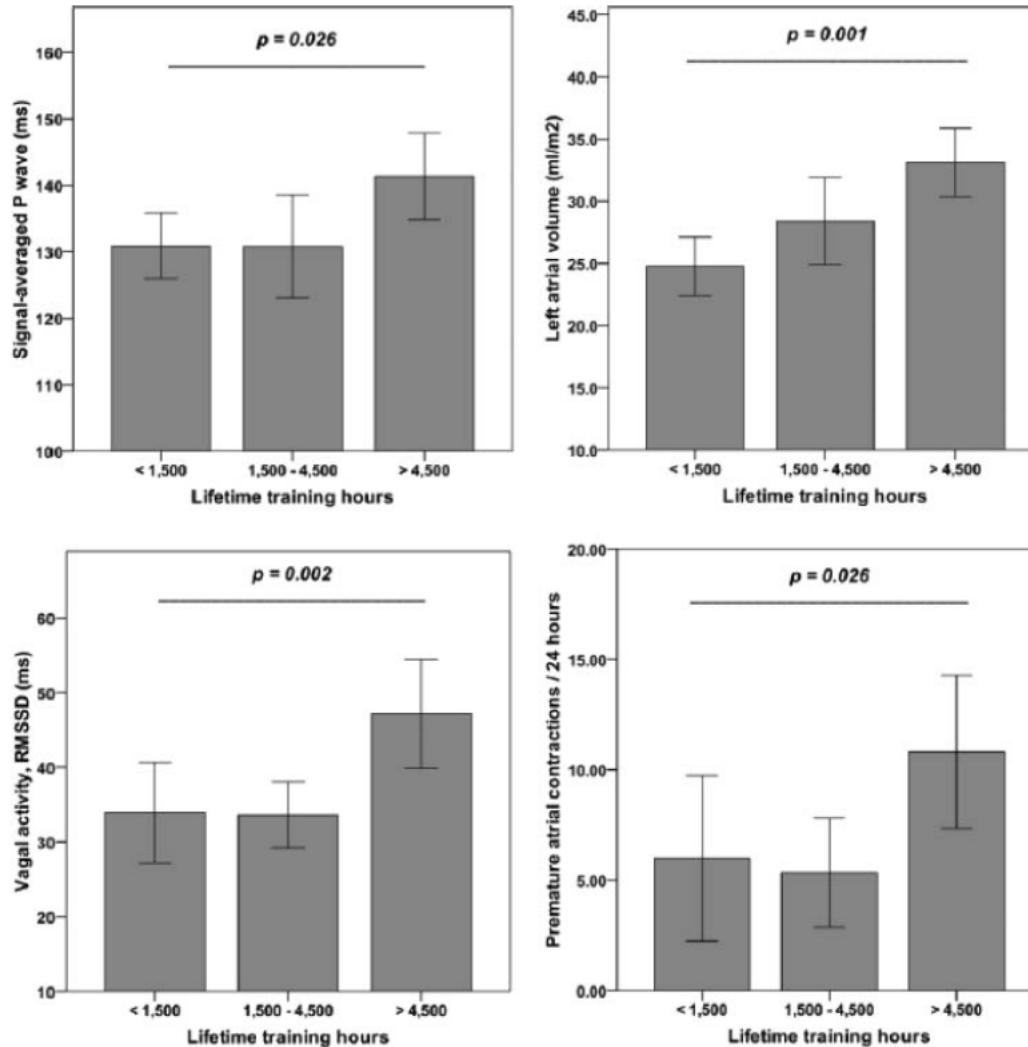 p = 0.026
Signal-averaged P wave (ms)
160
150
140
130
120
110
100
< 1,500
1,500 - 4,500
> 4,500
Lifetime training hours
p = 0.001
Left atrial volume (ml/m2)
45.0
40.0
35.0
30.0
25.0
20.0
15.0
10.0
< 1,500
1,500 - 4,500
> 4,500
Lifetime training hours
p = 0.002
Vagal activity, RMSSD (ms)
60
50
40
30
20
10
< 1,500
1,500 - 4,500
> 4,500
Lifetime training hours
p = 0.026
Premature atrial contractions / 24 hours
20.00
15.00
10.00
5.00
0.00
< 1,500
1,500 - 4,500
> 4,500
Lifetime training hours